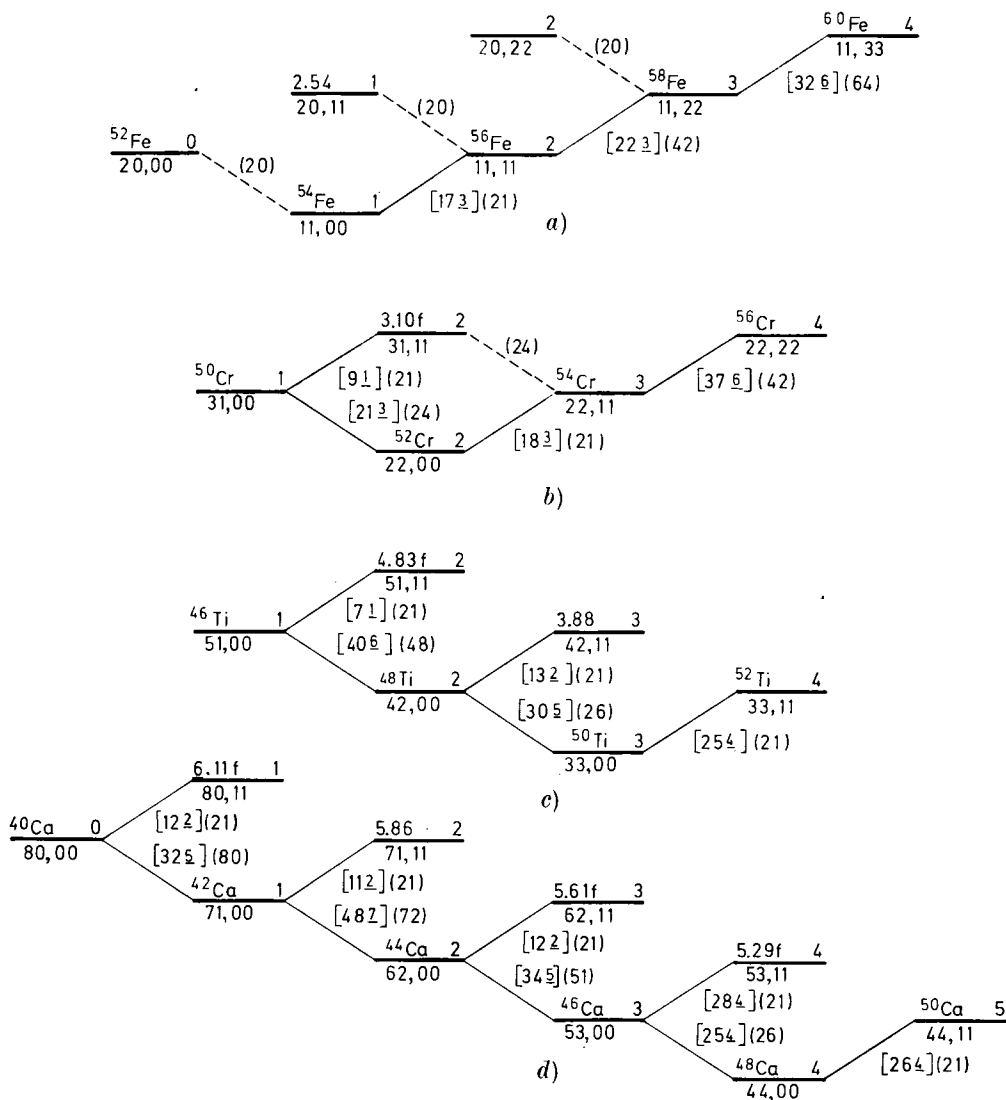 2 ⁶⁰Fe 4
20,22 (20) 11,33
2.54 1 ⁵⁸Fe 3 [32 6](64)
20,11 (20) 11,22
⁵²Fe 0 ⁵⁶Fe 2 [22 3](42)
20,00 (20) 11,11
⁵⁴Fe 1 [17 3](21)
11,00 a)
3.10f 2 ⁵⁶Cr 4
31,11 (24) 22,22
⁵⁰Cr 1 [9 1](21) ⁵⁴Cr 3 [37 6](42)
31,00 [21 3](24) 22,11
⁵²Cr 2 [18 3](21)
22,00
b)
4.83f 2
51,11
⁴⁶Ti 1 [7 1](21) 3.88 3
51,00 [40 6](48) 42,11
⁴⁸Ti 2 [13 2](21) ⁵²Ti 4
42,00 [30 5](26) 33,11
⁵⁰Ti 3 [25 4](21)
33,00 c)
6.11f 1
80,11
⁴⁰Ca 0 [12 2](21) 5.86 2
80,00 [32 5](80) 71,11
⁴²Ca 1 [11 2](21) 5.61f 3
71,00 [48 7](72) 62,11
⁴⁴Ca 2 [12 2](21) 5.29f 4
62,00 [34 5](51) 53,11
⁴⁶Ca 3 [28 4](21) ⁵⁰Ca 5
53,00 [25 4](26) 44,11
⁴⁸Ca 4 [26 4](21)
d) 44,00